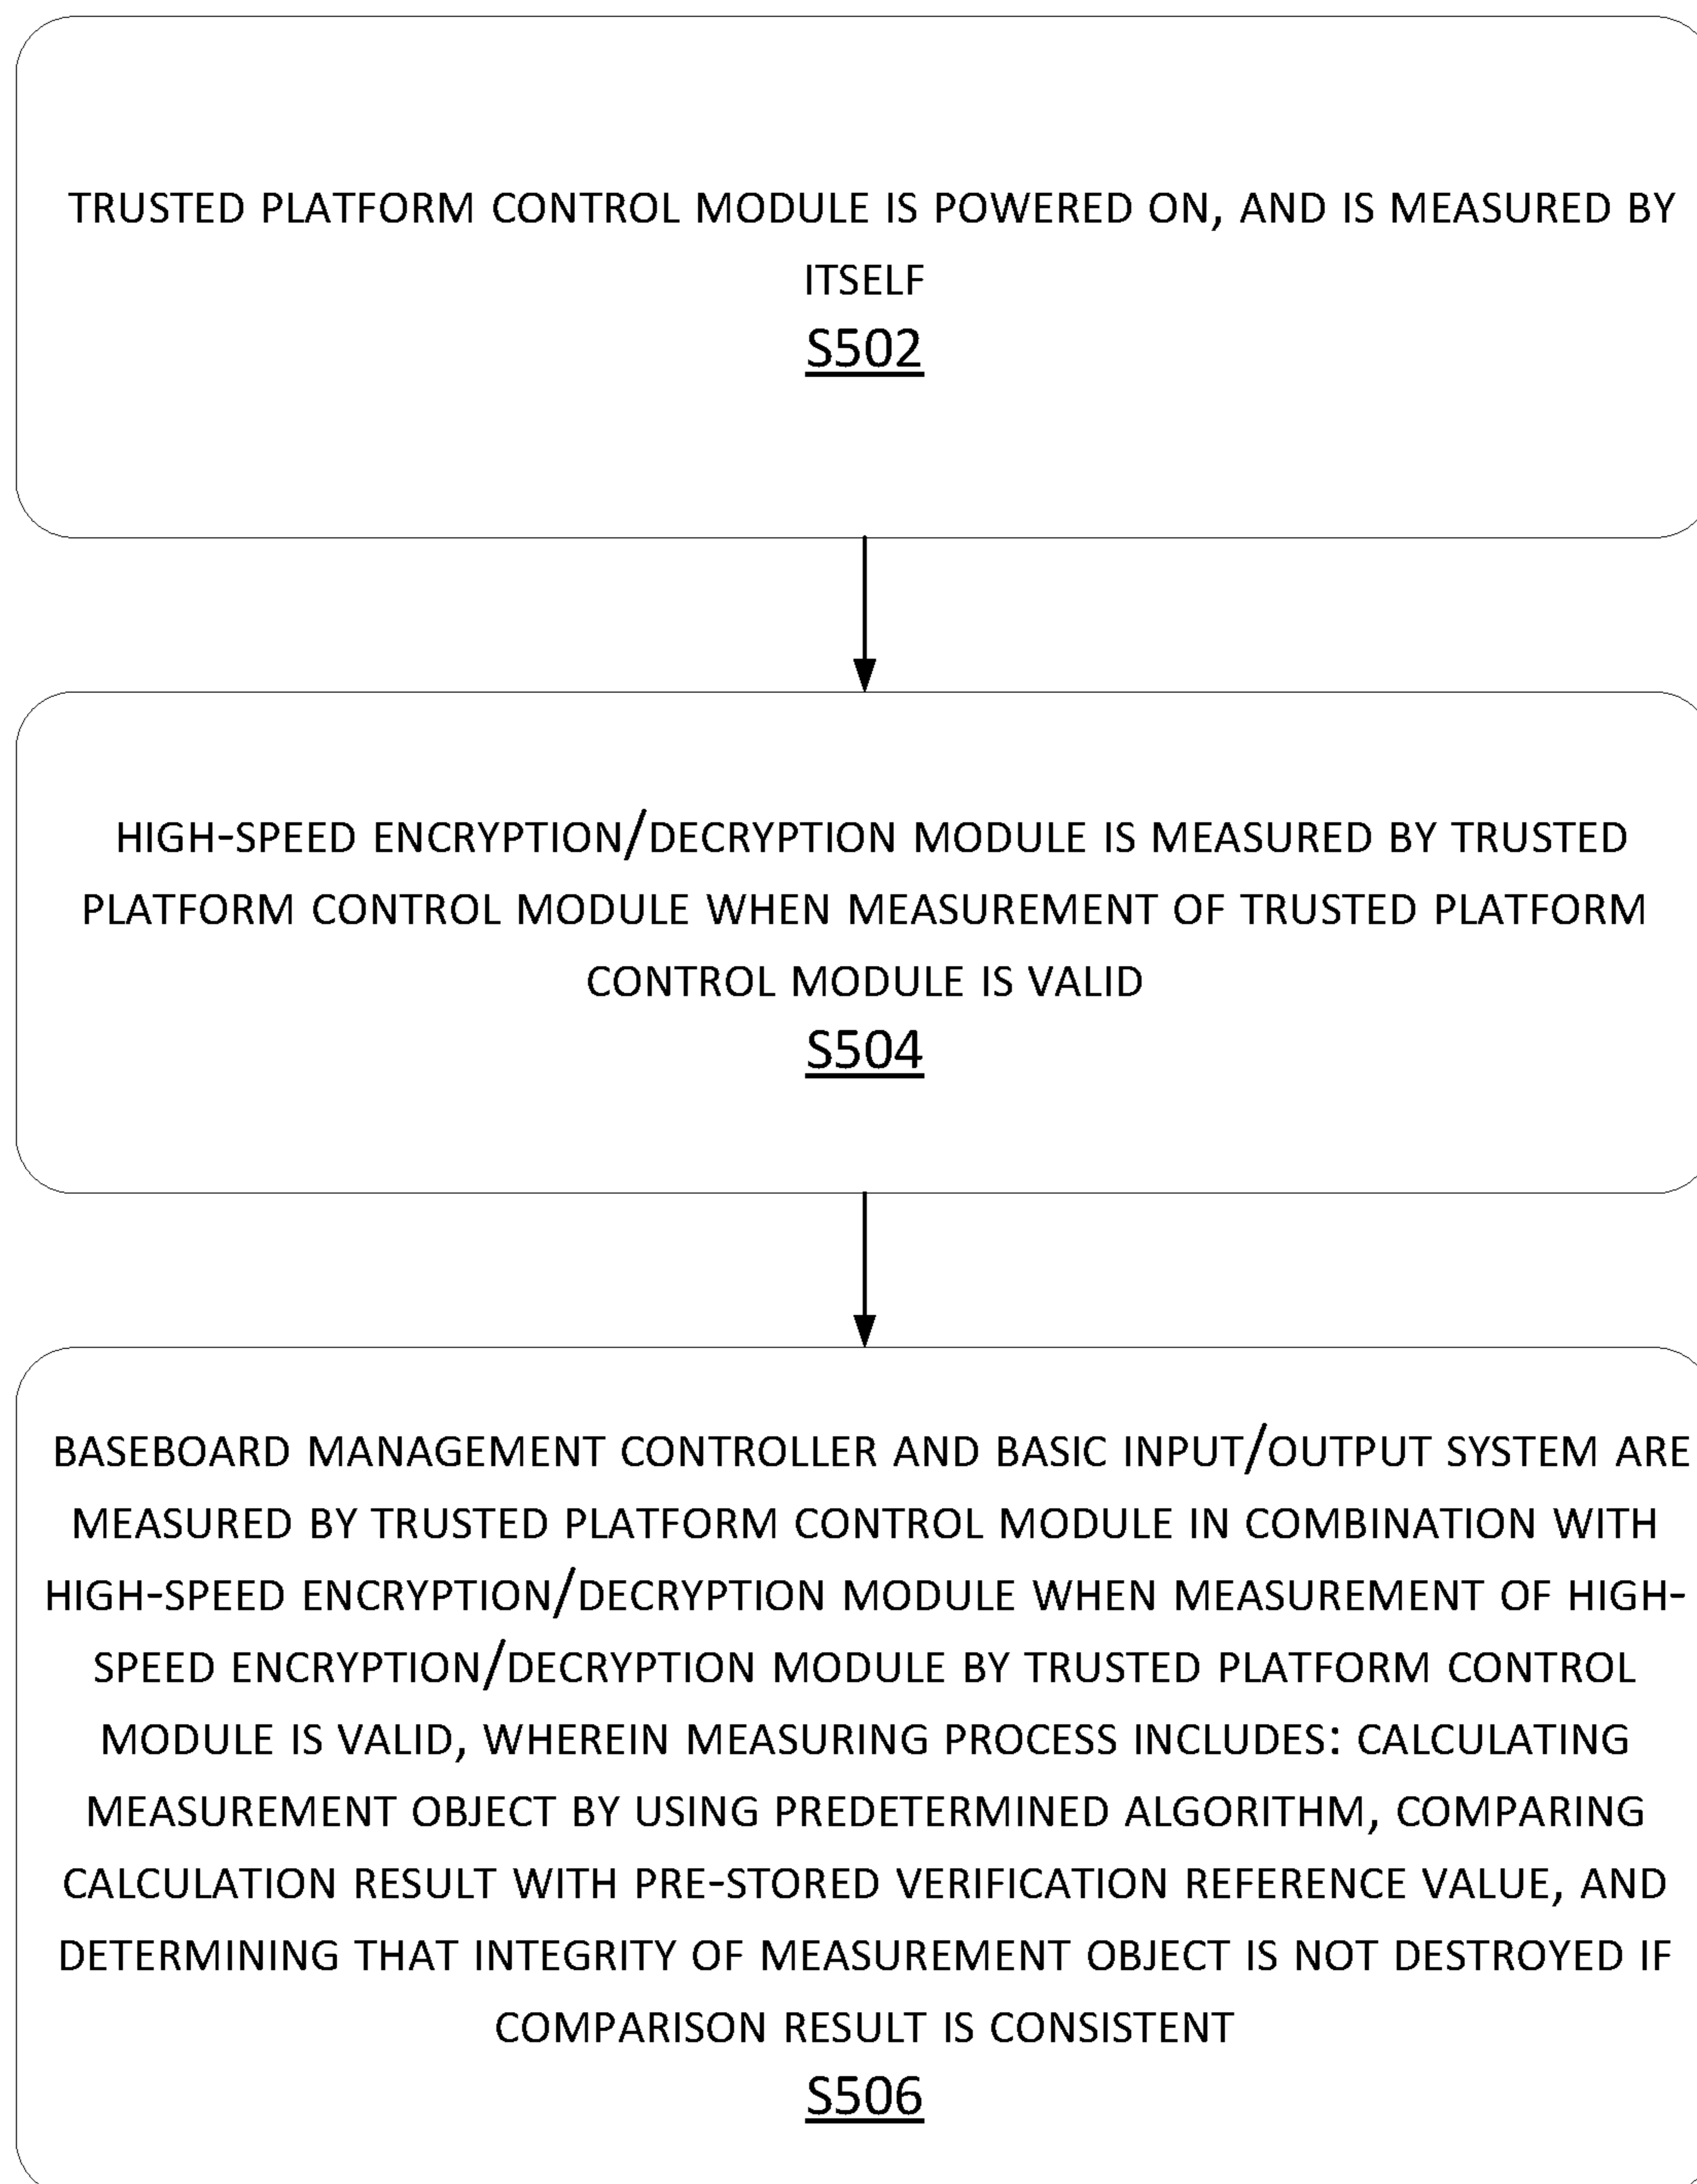 TRUSTED PLATFORM CONTROL MODULE IS POWERED ON, AND IS MEASURED BY
ITSELF
S502
HIGH-SPEED ENCRYPTION/DECRYPTION MODULE IS MEASURED BY TRUSTED
PLATFORM CONTROL MODULE WHEN MEASUREMENT OF TRUSTED PLATFORM
CONTROL MODULE IS VALID
S504
BASEBOARD MANAGEMENT CONTROLLER AND BASIC INPUT/OUTPUT SYSTEM ARE
MEASURED BY TRUSTED PLATFORM CONTROL MODULE IN COMBINATION WITH
HIGH-SPEED ENCRYPTION/DECRYPTION MODULE WHEN MEASUREMENT OF HIGH-
SPEED ENCRYPTION/DECRYPTION MODULE BY TRUSTED PLATFORM CONTROL
MODULE IS VALID, WHEREIN MEASURING PROCESS INCLUDES: CALCULATING
MEASUREMENT OBJECT BY USING PREDETERMINED ALGORITHM, COMPARING
CALCULATION RESULT WITH PRE-STORED VERIFICATION REFERENCE VALUE, AND
DETERMINING THAT INTEGRITY OF MEASUREMENT OBJECT IS NOT DESTROYED IF
COMPARISON RESULT IS CONSISTENT
S506